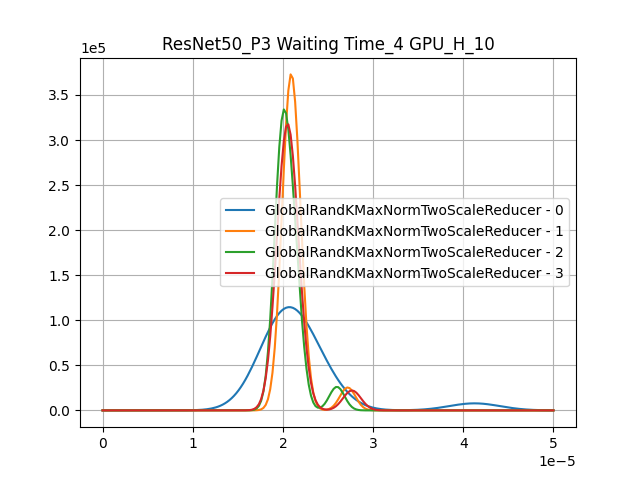 ResNet50_P3 Waiting Time_4 GPU_H_10
1e5
3.5
3.0
2.5
2.0
1.5
1.0
0.5
0.0
GlobalRandKMaxNormTwoScaleReducer - 0
GlobalRandKMaxNormTwoScaleReducer - 1
GlobalRandKMaxNormTwoScaleReducer - 2
GlobalRandKMaxNormTwoScaleReducer - 3
0 1 2 3 4 5
1e−5